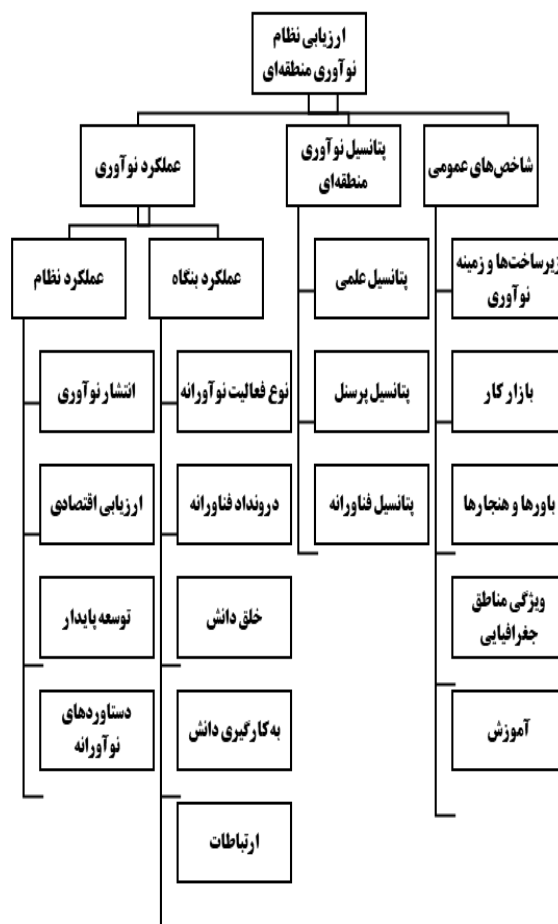 ارزیابی نظام
نوآوری منطقه‌ای
شاخص‌های عمومی
پتانسیل نوآوری
منطقه‌ای
عملکرد نوآوری
زیرساخت‌ها و زمینه
نوآوری
بازار کار
باورها و هنجارها
ویژگی مناطق
جغرافیایی
آموزش
پتانسیل علمی
پتانسیل پرسنل
پتانسیل فناورانه
عملکرد بنگاه
نوع فعالیت نوآورانه
درونداد فناورانه
خلق دانش
به کارگیری دانش
ارتباطات
عملکرد نظام
انتشار نوآوری
ارزیابی اقتصادی
توسعه پایدار
دستاوردهای
نوآورانه